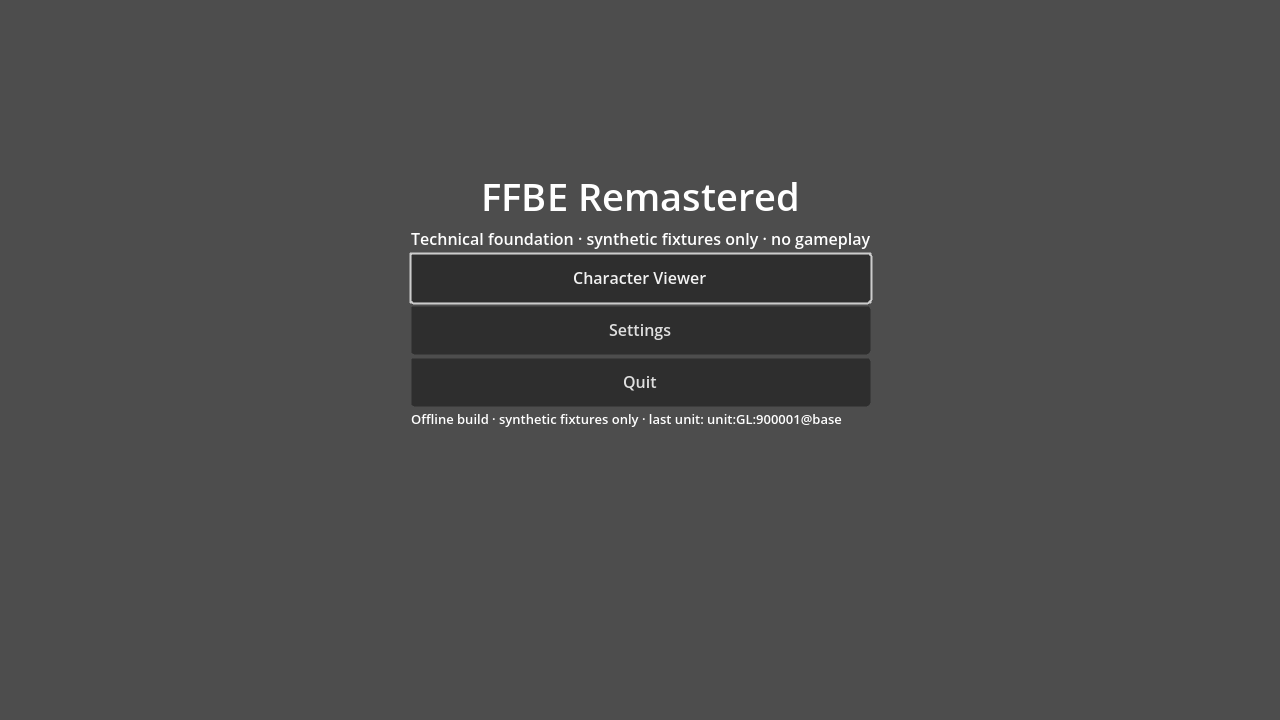 FFBE Remastered
Technical foundation · synthetic fixtures only · no gameplay
Character Viewer
Settings
Quit
Offline build · synthetic fixtures only · last unit: unit:GL:900001@base